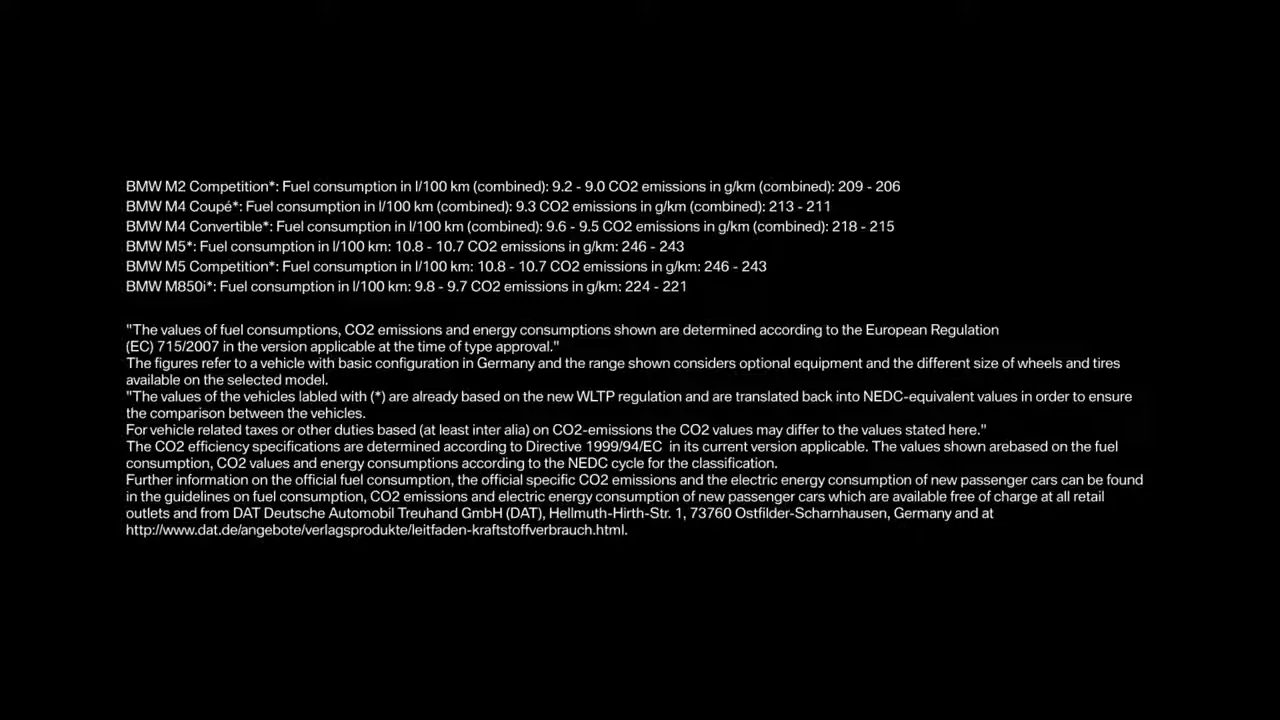 BMW M2 Competition*: Fuel consumption in l/100 km (combined): 9.2 - 9.0 CO2 emissions in g/km (combined): 209 - 206
BMW M4 Coupé*: Fuel consumption in l/100 km (combined): 9.3 CO2 emissions in g/km (combined): 213 - 211
BMW M4 Convertible*: Fuel consumption in l/100 km (combined): 9.6 - 9.5 CO2 emissions in g/km (combined): 218 - 215
BMW M5*: Fuel consumption in l/100 km: 10.8 - 10.7 CO2 emissions in g/km: 246 - 243
BMW M5 Competition*: Fuel consumption in l/100 km: 10.8 - 10.7 CO2 emissions in g/km: 246 - 243
BMW M850i*: Fuel consumption in l/100 km: 9.8 - 9.7 CO2 emissions in g/km: 224 - 221
"The values of fuel consumptions, CO2 emissions and energy consumptions shown are determined according to the European Regulation
(EC) 715/2007 in the version applicable at the time of type approval."
The figures refer to a vehicle with basic configuration in Germany and the range shown considers optional equipment and the different size of wheels and tires
available on the selected model.
"The values of the vehicles labled with (*) are already based on the new WLTP regulation and are translated back into NEDC-equivalent values in order to ensure
the comparison between the vehicles.
For vehicle related taxes or other duties based (at least inter alia) on CO2-emissions the CO2 values may differ to the values stated here."
The CO2 efficiency specifications are determined according to Directive 1999/94/EC  in its current version applicable. The values shown arebased on the fuel
consumption, CO2 values and energy consumptions according to the NEDC cycle for the classification.
Further information on the official fuel consumption, the official specific CO2 emissions and the electric energy consumption of new passenger cars can be found
in the guidelines on fuel consumption, CO2 emissions and electric energy consumption of new passenger cars which are available free of charge at all retail
outlets and from DAT Deutsche Automobil Treuhand GmbH (DAT), Hellmuth-Hirth-Str. 1, 73760 Ostfilder-Scharnhausen, Germany and at
http://www.dat.de/angebote/verlagsprodukte/leitfaden-kraftstoffverbrauch.html.